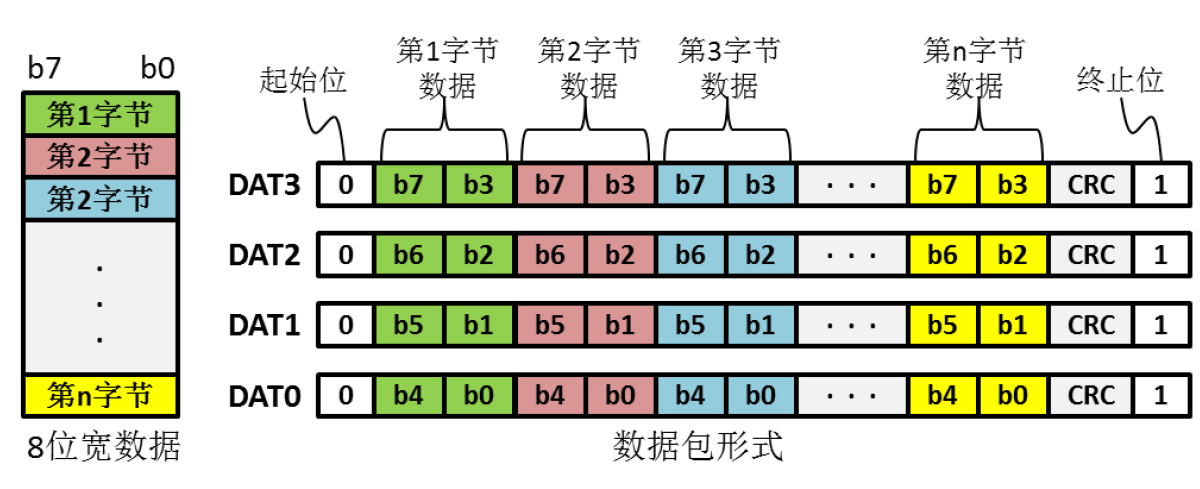 b7 b0
第1字节
第2字节
第2字节
.
.
.
第n字节
8位宽数据
起始位
第1字节
数据
第2字节
数据
第3字节
数据
第n字节
数据
终止位
DAT3 0 b7 b3 b7 b3 b7 b3 . . . b7 b3 CRC 1
DAT2 0 b6 b2 b6 b2 b6 b2 . . . b6 b2 CRC 1
DAT1 0 b5 b1 b5 b1 b5 b1 . . . b5 b1 CRC 1
DAT0 0 b4 b0 b4 b0 b4 b0 . . . b4 b0 CRC 1
数据包形式